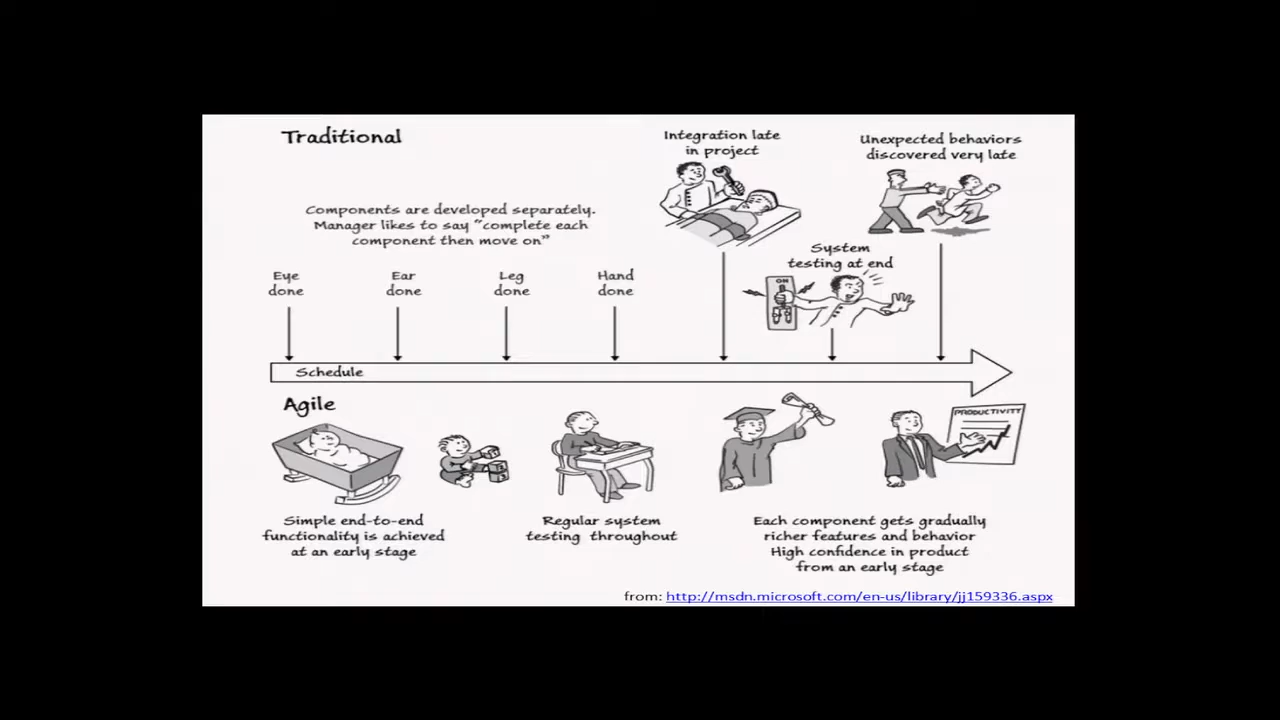 Traditional
Integration late
in project
Unexpected behaviors
discovered very late
Components are developed separately.
Manager likes to say "complete each
component then move on"
System
testing at end
Eye
done
Ear
done
Leg
done
Hand
done
ON
Schedule
Agile
PRODUCTIVITY
Simple end-to-end
functionality is achieved
at an early stage
Regular system
testing throughout
Each component gets gradually
richer features and behavior
High confidence in product
from an early stage
from: http://msdn.microsoft.com/en-us/library/jj159336.aspx